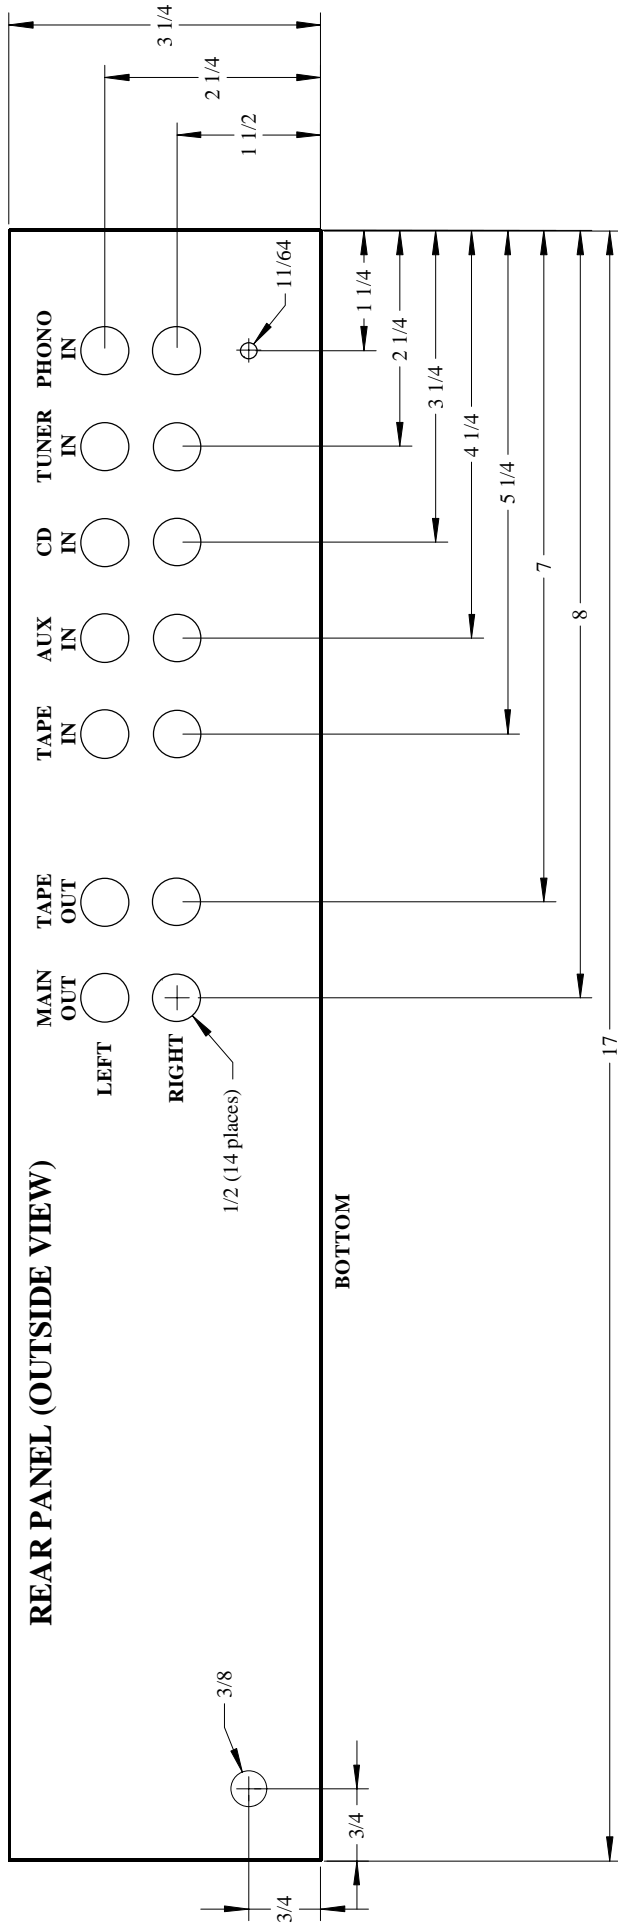 REAR PANEL (OUTSIDE VIEW)
MAIN
OUT
TAPE
OUT
TAPE
IN
AUX
IN
CD
IN
TUNER
IN
PHONO
IN
LEFT
RIGHT
1/2 (14 places)
3/8
11/64
BOTTOM
3 1/4
2 1/4
1 1/2
3/4
3/4
1 1/4
2 1/4
3 1/4
4 1/4
5 1/4
7
8
17